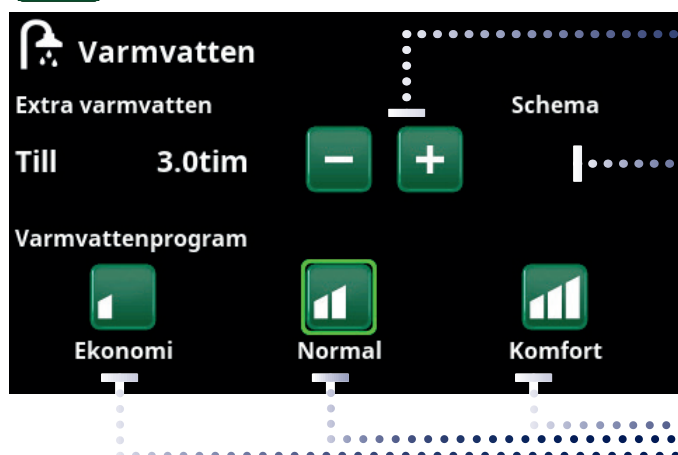 Varmvatten
Extra varmvatten
Schema
Till 3.0tim − +
Varmvattenprogram
Ekonomi Normal Komfort